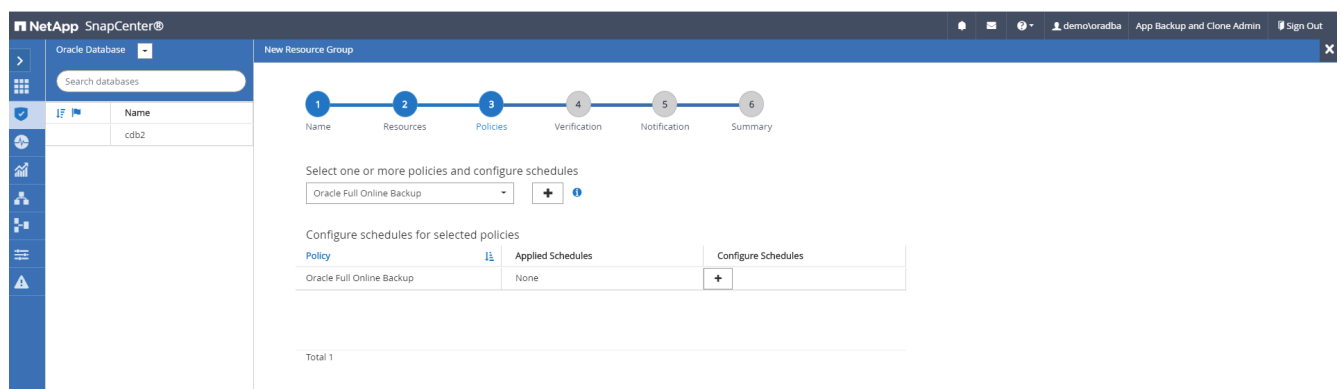 NetApp SnapCenter®
demo\oradba App Backup and Clone Admin Sign Out
Oracle Database
New Resource Group
Search databases
Name
cdb2
1 2 3 4 5 6
Name Resources Policies Verification Notification Summary
Select one or more policies and configure schedules
Oracle Full Online Backup
Configure schedules for selected policies
Policy Applied Schedules Configure Schedules
Oracle Full Online Backup None
Total 1